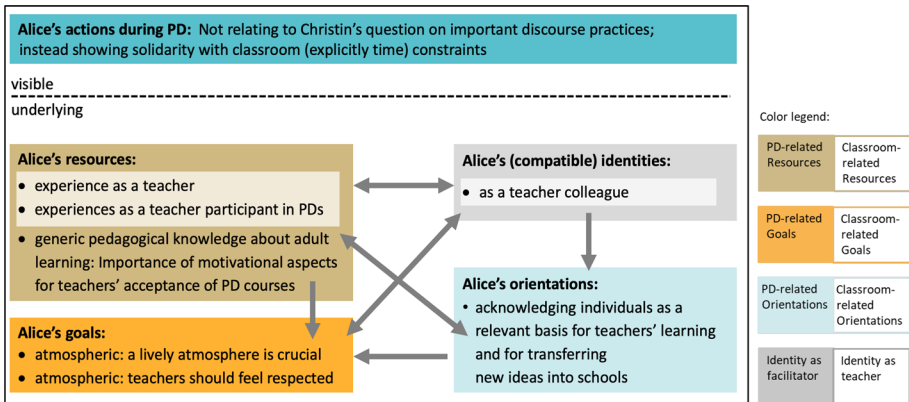 Alice's actions during PD: Not relating to Christin's question on important discourse practices;
instead showing solidarity with classroom (explicitly time) constraints
visible
underlying
Alice's resources:
• experience as a teacher
• experiences as a teacher participant in PDs
• generic pedagogical knowledge about adult
learning: Importance of motivational aspects
for teachers' acceptance of PD courses
Alice's (compatible) identities:
• as a teacher colleague
Alice's goals:
• atmospheric: a lively atmosphere is crucial
• atmospheric: teachers should feel respected
Alice's orientations:
• acknowledging individuals as a
relevant basis for teachers' learning
and for transferring
new ideas into schools
Color legend:
PD-related
Resources
Classroom-
related
Resources
PD-related
Goals
Classroom-
related
Goals
PD-related
Orientations
Classroom-
related
Orientations
Identity as
facilitator
Identity as
teacher